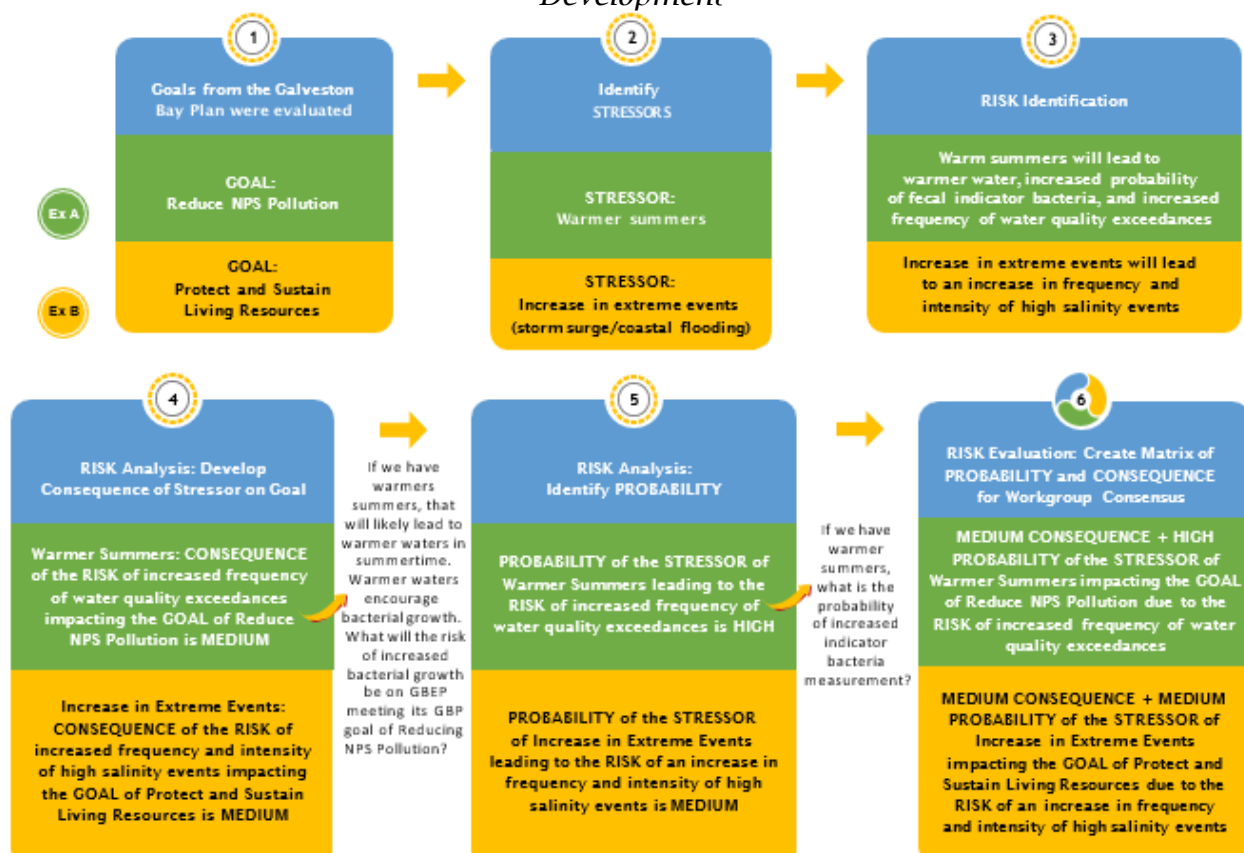 Development
1
Goals from the Galveston
Bay Plan were evaluated
GOAL:
Reduce NPS Pollution
GOAL:
Protect and Sustain
Living Resources
Ex A
Ex B
2
Identify
STRESSORS
STRESSOR:
Warmer summers
STRESSOR:
Increase in extreme events
(storm surge/coastal flooding)
3
RISK Identification
Warm summers will lead to
warmer water, increased probability
of fecal indicator bacteria, and increased
frequency of water quality exceedances
Increase in extreme events will lead
to an increase in frequency and
intensity of high salinity events
4
RISK Analysis: Develop
Consequence of Stressor on Goal
Warmer Summers: CONSEQUENCE
of the RISK of increased frequency
of water quality exceedances
impacting the GOAL of Reduce
NPS Pollution is MEDIUM
Increase in Extreme Events:
CONSEQUENCE of the RISK of
increased frequency and intensity
of high salinity events impacting
the GOAL of Protect and Sustain
Living Resources is MEDIUM
If we have
warmers
summers, that
will likely lead to
warmer waters in
summertime.
Warmer waters
encourage
bacterial growth.
What will the risk
of increased
bacterial growth
be on GBEP
meeting its GBP
goal of Reducing
NPS Pollution?
5
RISK Analysis:
Identify PROBABILITY
PROBABILITY of the STRESSOR of
Warmer Summers leading to the
RISK of increased frequency of
water quality exceedances is HIGH
PROBABILITY of the STRESSOR
of Increase in Extreme Events
leading to the RISK of an increase in
frequency and intensity of high
salinity events is MEDIUM
If we have
warmer
summers,
what is the
probability
of increased
indicator
bacteria
measurement?
6
RISK Evaluation: Create Matrix of
PROBABILITY and CONSEQUENCE
for Workgroup Consensus
MEDIUM CONSEQUENCE + HIGH
PROBABILITY of the STRESSOR of
Warmer Summers impacting the GOAL
of Reduce NPS Pollution due to the
RISK of increased frequency of water
quality exceedances
MEDIUM CONSEQUENCE + MEDIUM
PROBABILITY of the STRESSOR of
Increase in Extreme Events
impacting the GOAL of Protect and
Sustain Living Resources due to the
RISK of an increase in frequency
and intensity of high salinity events